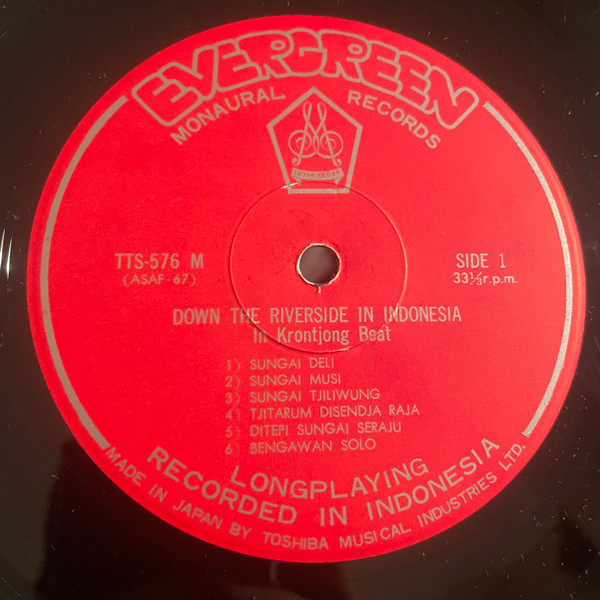 EVERGREEN
MONAURAL RECORDS
TETAP SEGAR
TTS-576 M
(ASAF-67)
SIDE 1
33⅓r.p.m.
DOWN THE RIVERSIDE IN INDONESIA
In Krontjong Beat
1) SUNGAI DELI
2) SUNGAI MUSI
3) SUNGAI TJILIWUNG
4) TJITARUM DISENDJA RAJA
5) DITEPI SUNGAI SERAJU
6) BENGAWAN SOLO
LONGPLAYING
RECORDED IN INDONESIA
MADE IN JAPAN BY TOSHIBA MUSICAL INDUSTRIES LTD.